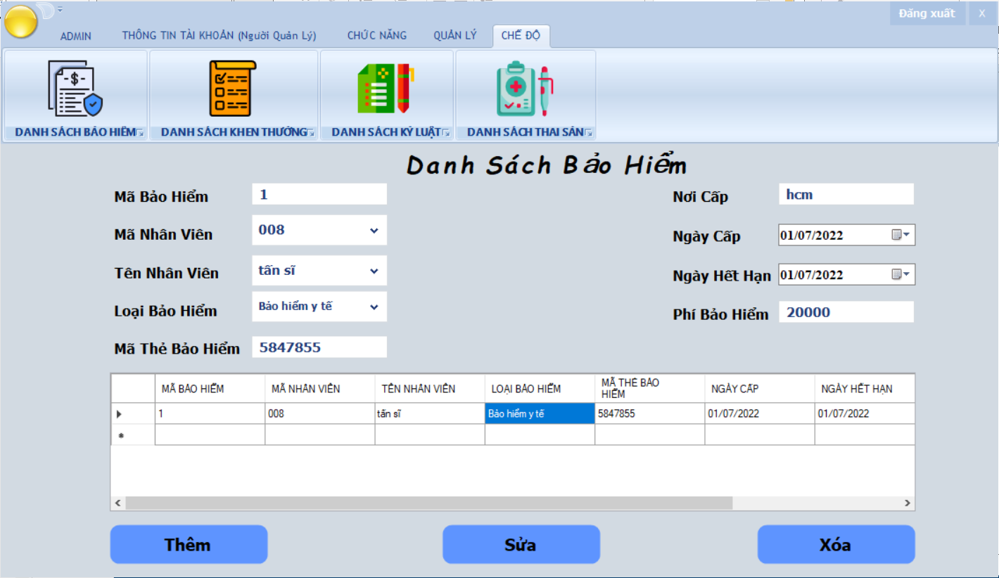 Đăng xuất X
ADMIN THÔNG TIN TÀI KHOẢN (Người Quản Lý) CHỨC NĂNG QUẢN LÝ CHẾ ĐỘ
DANH SÁCH BẢO HIỂM DANH SÁCH KHEN THƯỞNG DANH SÁCH KỶ LUẬT DANH SÁCH THAI SẢN
Danh Sách Bảo Hiểm
Mã Bảo Hiểm 1 Nơi Cấp hcm
Mã Nhân Viên 008 Ngày Cấp 01/07/2022
Tên Nhân Viên tấn sĩ Ngày Hết Hạn 01/07/2022
Loại Bảo Hiểm Bảo hiểm y tế Phí Bảo Hiểm 20000
Mã Thẻ Bảo Hiểm 5847855
MÃ BẢO HIỂM MÃ NHÂN VIÊN TÊN NHÂN VIÊN LOẠI BẢO HIỂM MÃ THẺ BẢO HIỂM NGÀY CẤP NGÀY HẾT HẠN
1 008 tấn sĩ Bảo hiểm y tế 5847855 01/07/2022 01/07/2022
Thêm Sửa Xóa